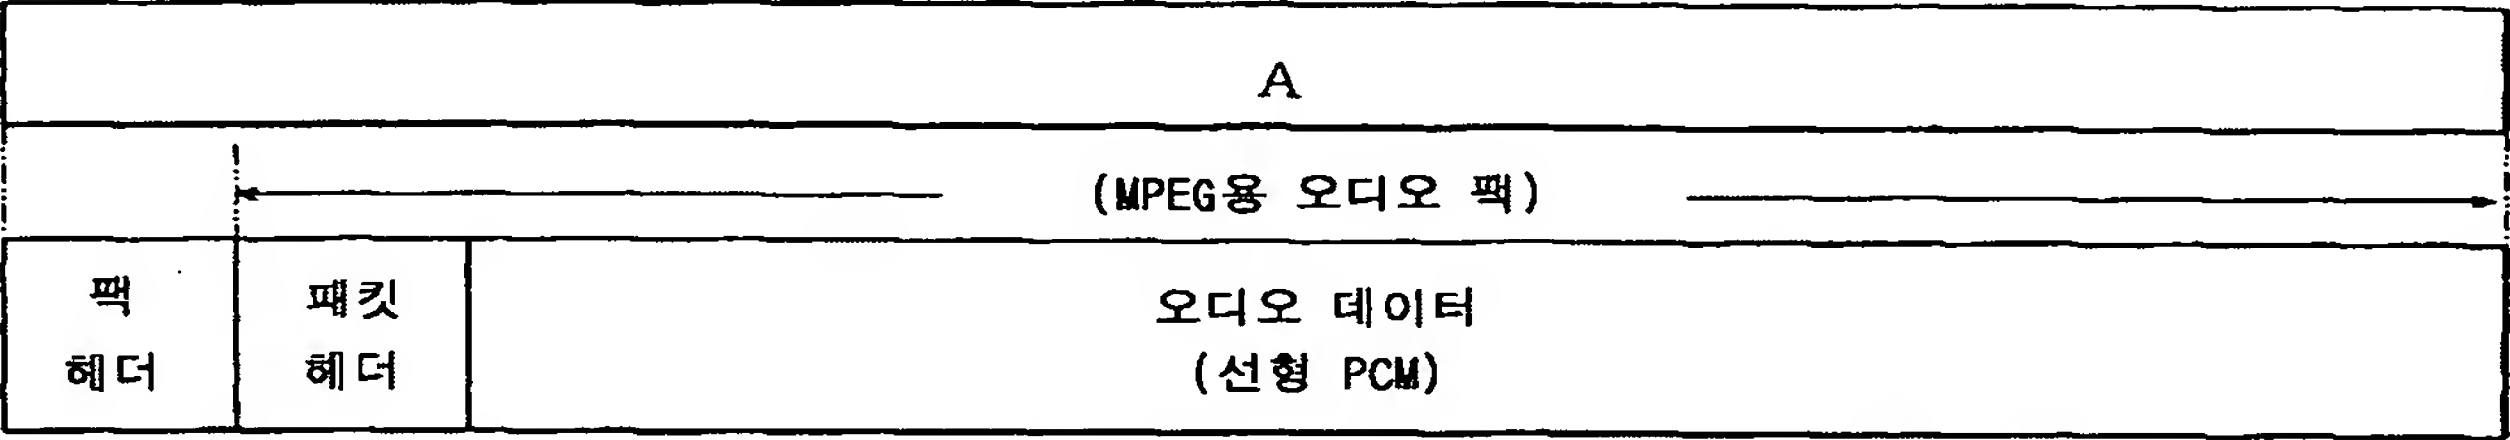 A
(MPEG용 오디오 팩)
팩
헤더
패킷
헤더
오디오 데이터
(선형 PCM)